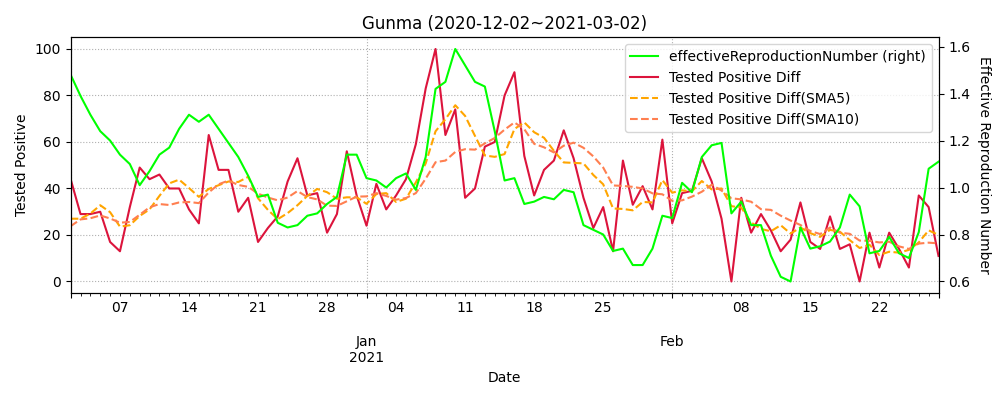 Gunma (2020-12-02~2021-03-02)
effectiveReproductionNumber (right)
Tested Positive Diff
Tested Positive Diff(SMA5)
Tested Positive Diff(SMA10)
Tested Positive
100
80
60
40
20
0
Effective Reproduction Number
1.6
1.4
1.2
1.0
0.8
0.6
07 14 21 28 04 11 18 25 08 15 22
Jan Feb
2021
Date